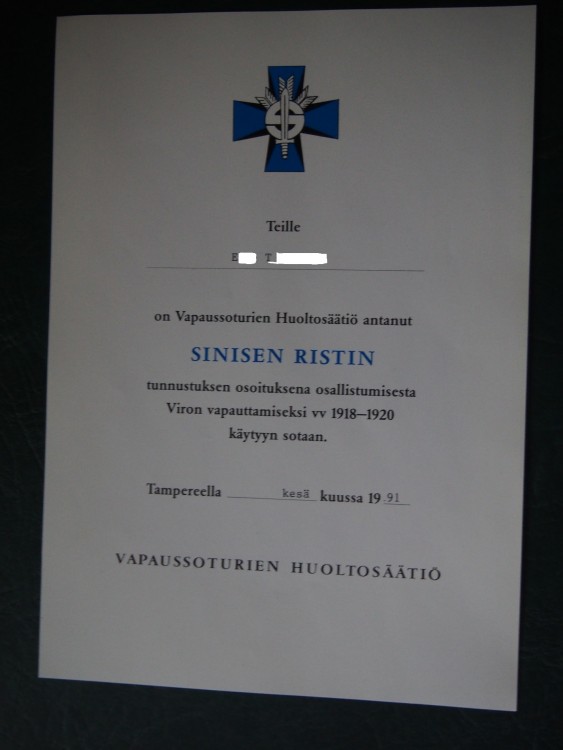 Teille
E T
on Vapaussoturien Huoltosäätiö antanut
SINISEN RISTIN
tunnustuksen osoituksena osallistumisesta
Viron vapauttamiseksi vv 1918—1920
käytyyn sotaan.
Tampereella kesä kuussa 19.91
VAPAUSSOTURIEN HUOLTOSÄÄTIÖ